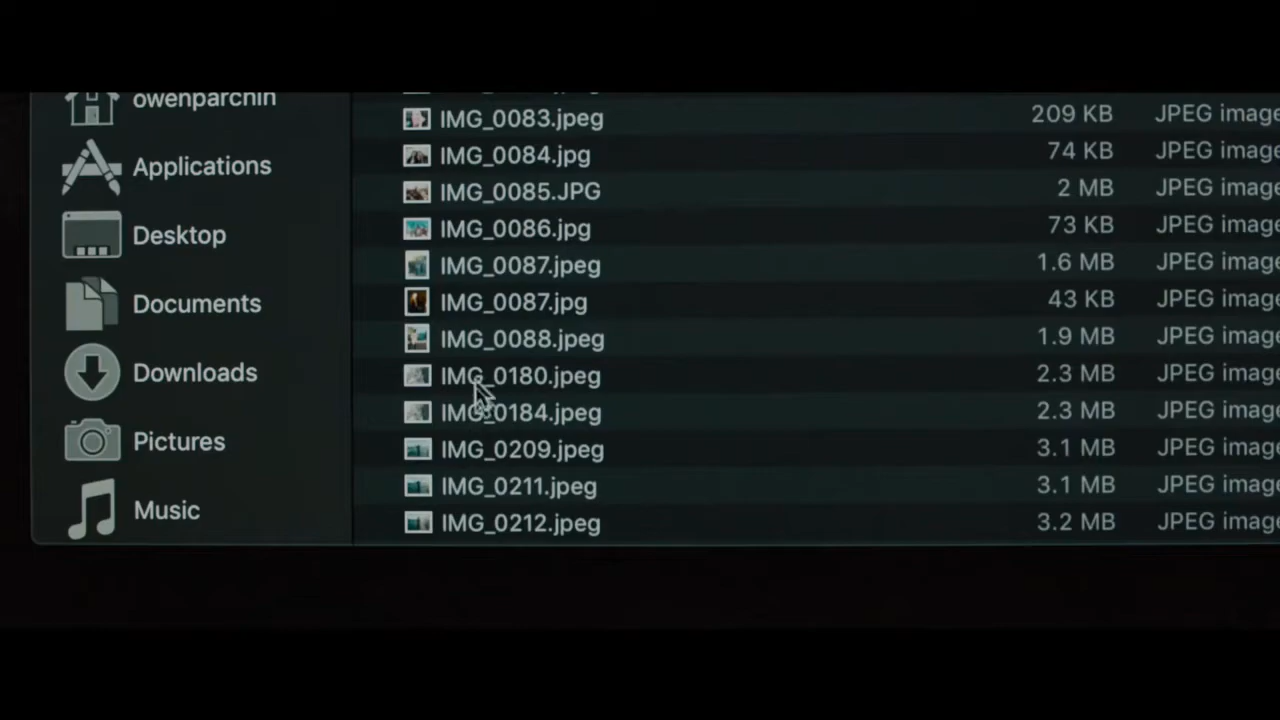 owenparchin
Applications
Desktop
Documents
Downloads
Pictures
Music
IMG_0083.jpeg 209 KB JPEG image
IMG_0084.jpg 74 KB JPEG image
IMG_0085.JPG 2 MB JPEG image
IMG_0086.jpg 73 KB JPEG image
IMG_0087.jpeg 1.6 MB JPEG image
IMG_0087.jpg 43 KB JPEG image
IMG_0088.jpeg 1.9 MB JPEG image
IMG_0180.jpeg 2.3 MB JPEG image
IMG_0184.jpeg 2.3 MB JPEG image
IMG_0209.jpeg 3.1 MB JPEG image
IMG_0211.jpeg 3.1 MB JPEG image
IMG_0212.jpeg 3.2 MB JPEG image